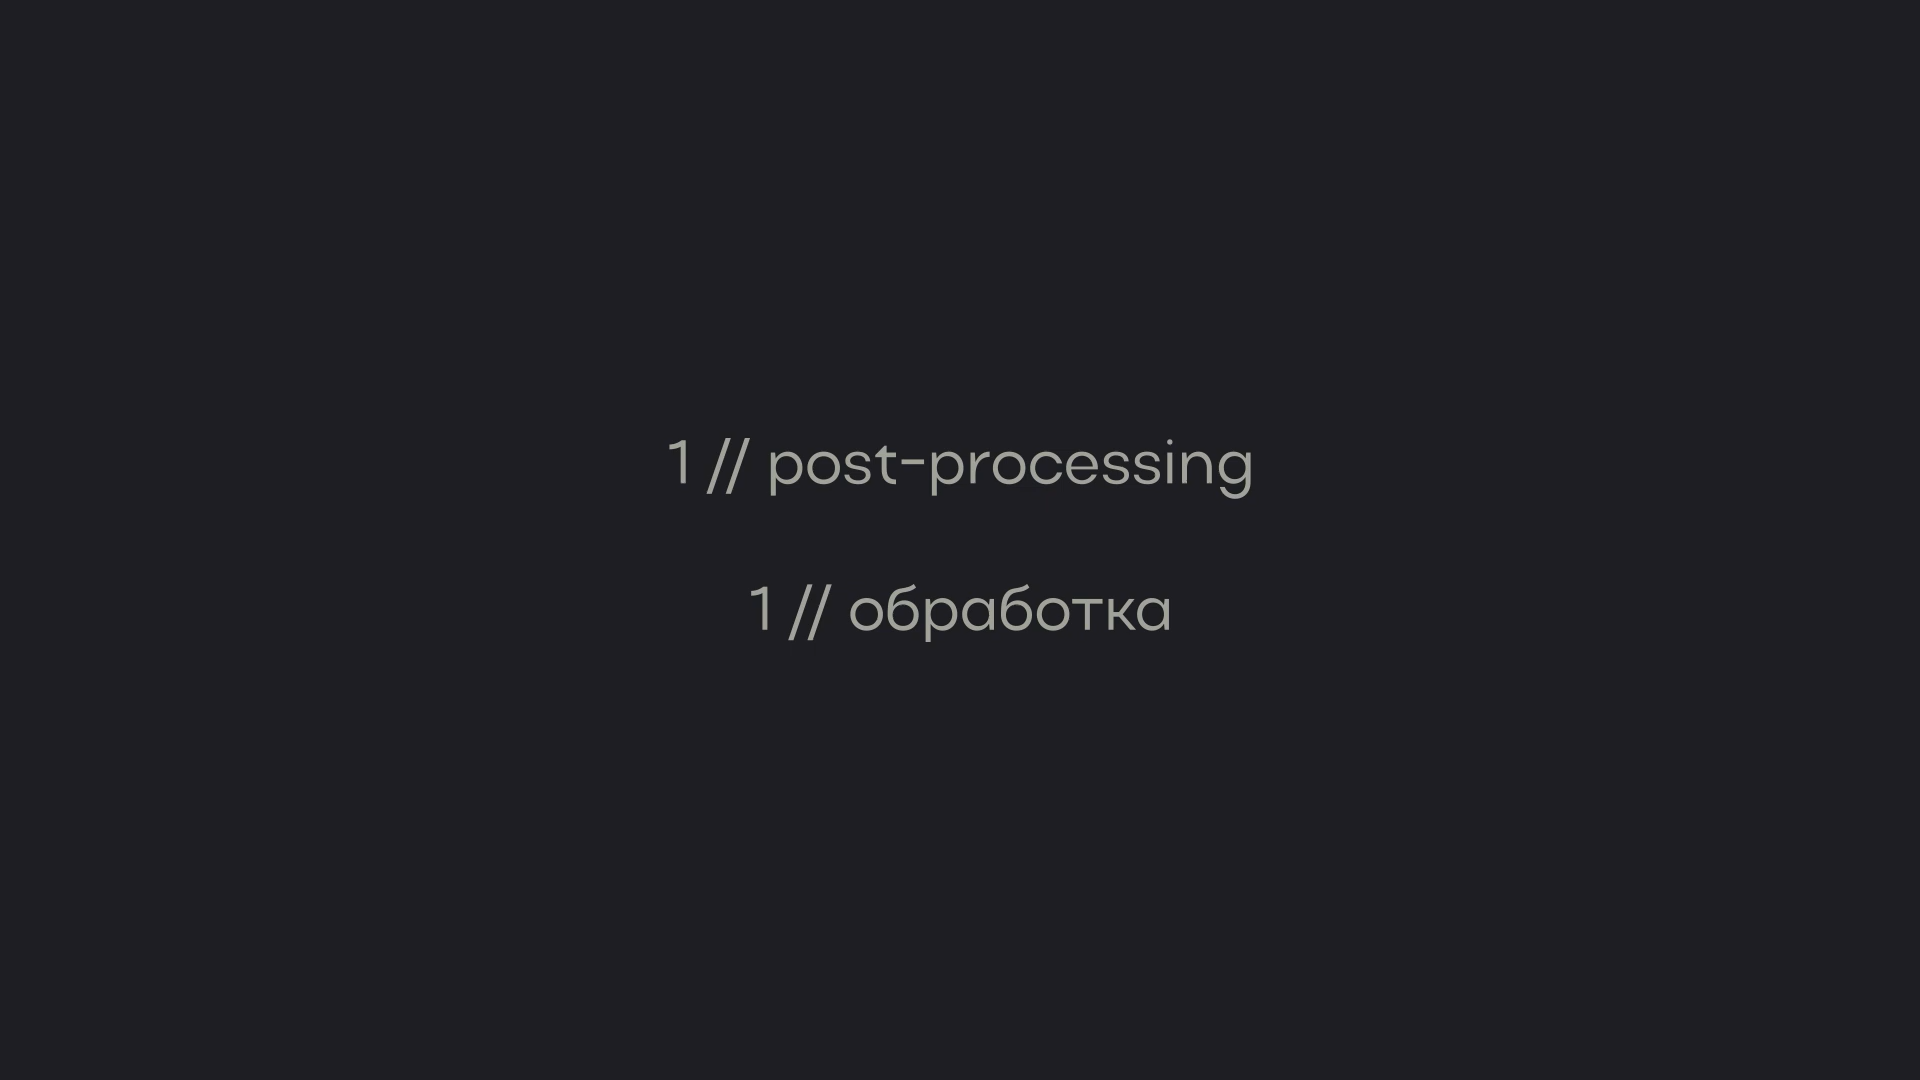 1 // post-processing
1 // обработка